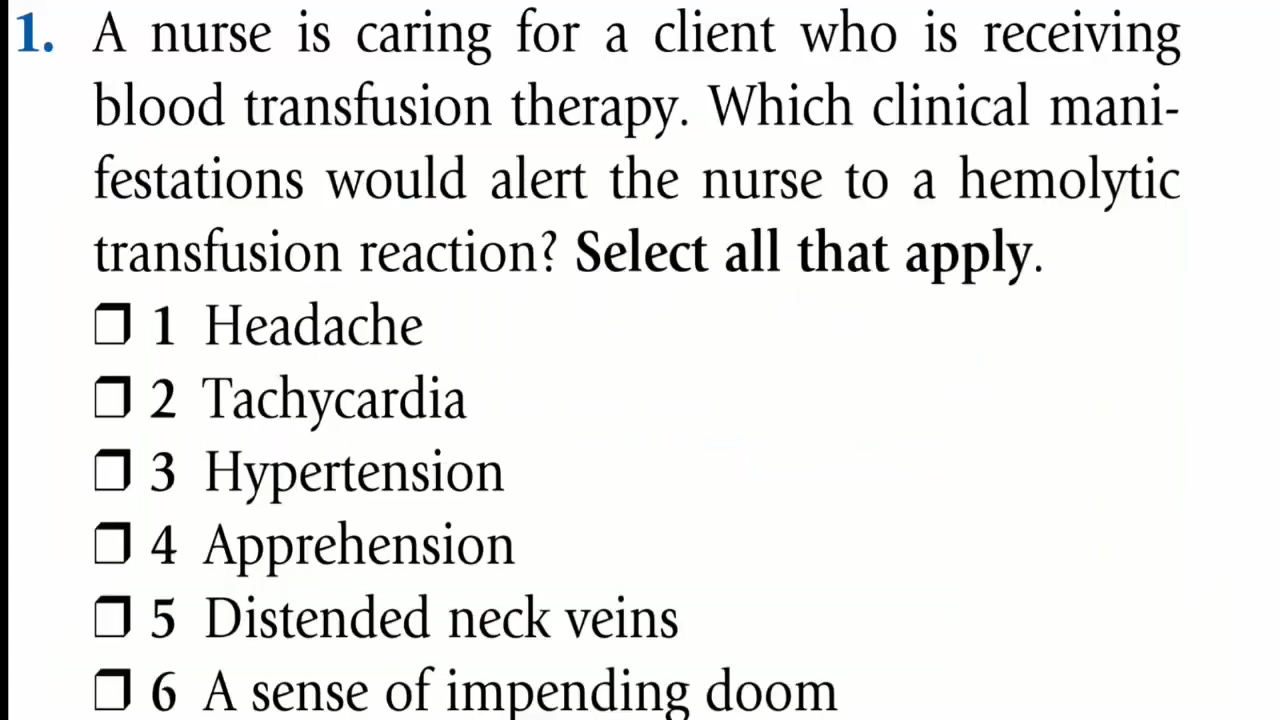 1. A nurse is caring for a client who is receiving
blood transfusion therapy. Which clinical mani-
festations would alert the nurse to a hemolytic
transfusion reaction? Select all that apply.
❒ 1 Headache
❒ 2 Tachycardia
❒ 3 Hypertension
❒ 4 Apprehension
❒ 5 Distended neck veins
❒ 6 A sense of impending doom